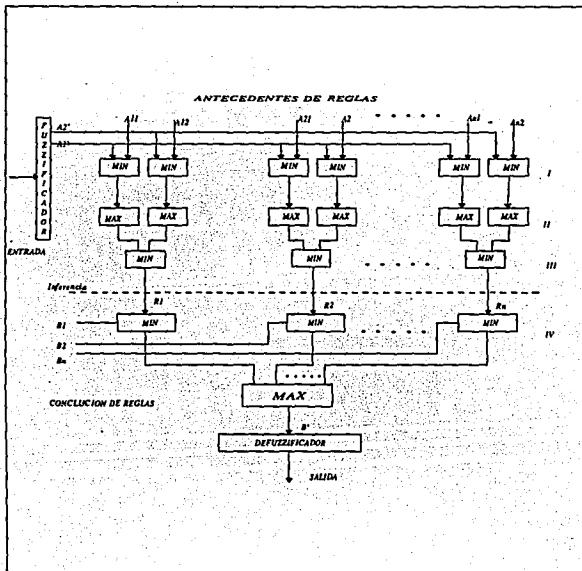 ANTECEDENTES DE REGLAS
FUZZIFICADOR
A2'
A1'
A11
A12
A21
A2
An1
An2
MIN MIN MIN MIN MIN MIN
I
MAX MAX MAX MAX MAX MAX
II
ENTRADA
MIN MIN MIN
III
Inferencia
R1 R2 Rn
B1
MIN MIN MIN
IV
B2
Bn
MAX
CONCLUCION DE REGLAS
B'
DEFUZZIFICADOR
SALIDA